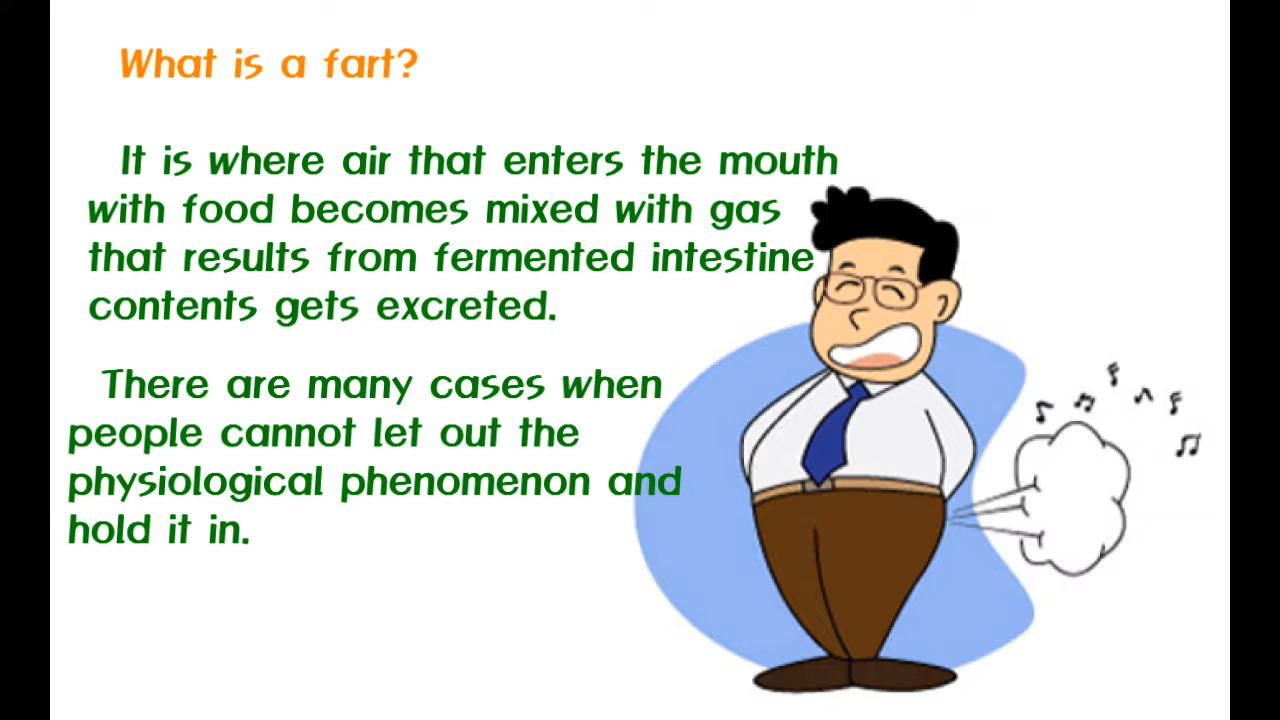 What is a fart?
It is where air that enters the mouth
with food becomes mixed with gas
that results from fermented intestine
contents gets excreted.
There are many cases when
people cannot let out the
physiological phenomenon and
hold it in.